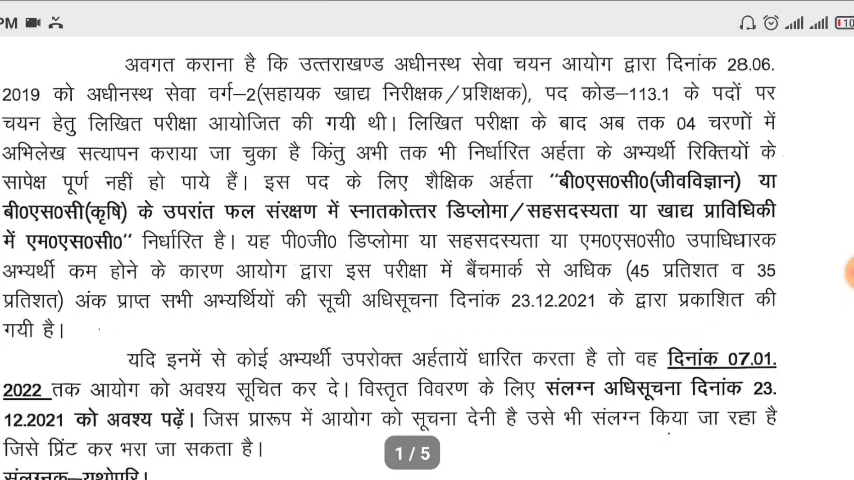 PM
10
अवगत कराना है कि उत्तराखण्ड अधीनस्थ सेवा चयन आयोग द्वारा दिनांक 28.06.
2019 को अधीनस्थ सेवा वर्ग–2(सहायक खाद्य निरीक्षक/प्रशिक्षक), पद कोड–113.1 के पदों पर
चयन हेतु लिखित परीक्षा आयोजित की गयी थी। लिखित परीक्षा के बाद अब तक 04 चरणों में
अभिलेख सत्यापन कराया जा चुका है किंतु अभी तक भी निर्धारित अर्हता के अभ्यर्थी रिक्तियों के
सापेक्ष पूर्ण नहीं हो पाये हैं। इस पद के लिए शैक्षिक अर्हता "बी0एस0सी0(जीवविज्ञान) या
बी0एस0सी(कृषि) के उपरांत फल संरक्षण में स्नातकोत्तर डिप्लोमा/सहसदस्यता या खाद्य प्राविधिकी
में एम0एस0सी0" निर्धारित है। यह पी0जी0 डिप्लोमा या सहसदस्यता या एम0एस0सी0 उपाधिधारक
अभ्यर्थी कम होने के कारण आयोग द्वारा इस परीक्षा में बैंचमार्क से अधिक (45 प्रतिशत व 35
प्रतिशत) अंक प्राप्त सभी अभ्यर्थियों की सूची अधिसूचना दिनांक 23.12.2021 के द्वारा प्रकाशित की
गयी है।
यदि इनमें से कोई अभ्यर्थी उपरोक्त अर्हतायें धारित करता है तो वह दिनांक 07.01.
2022 तक आयोग को अवश्य सूचित कर दे। विस्तृत विवरण के लिए संलग्न अधिसूचना दिनांक 23.
12.2021 को अवश्य पढ़ें। जिस प्रारूप में आयोग को सूचना देनी है उसे भी संलग्न किया जा रहा है
जिसे प्रिंट कर भरा जा सकता है।
1 / 5
संलग्नक–यथोपरि।